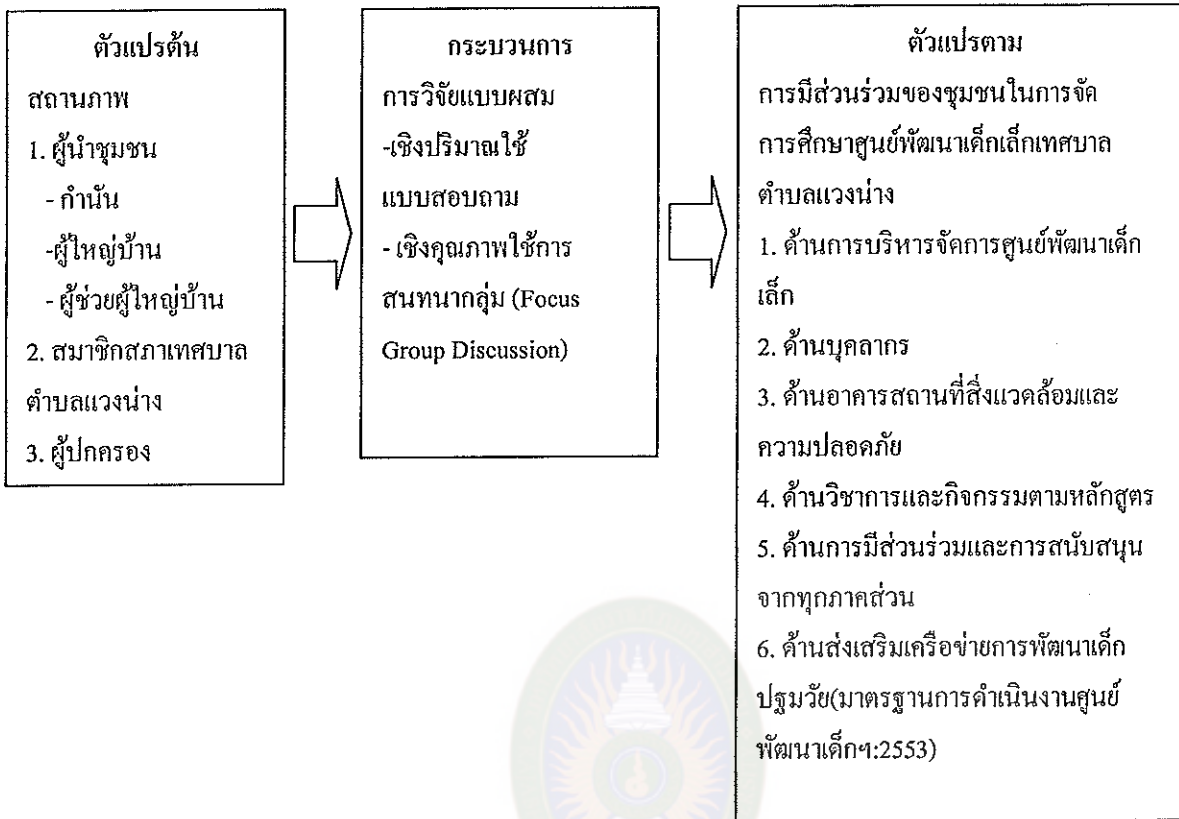 ตัวแปรต้น
สถานภาพ
1. ผู้นำชุมชน
- กำนัน
-ผู้ใหญ่บ้าน
- ผู้ช่วยผู้ใหญ่บ้าน
2. สมาชิกสภาเทศบาล
ตำบลแวงน่าง
3. ผู้ปกครอง
กระบวนการ
การวิจัยแบบผสม
-เชิงปริมาณใช้
แบบสอบถาม
- เชิงคุณภาพใช้การ
สนทนากลุ่ม (Focus
Group Discussion)
ตัวแปรตาม
การมีส่วนร่วมของชุมชนในการจัด
การศึกษาศูนย์พัฒนาเด็กเล็กเทศบาล
ตำบลแวงน่าง
1. ด้านการบริหารจัดการศูนย์พัฒนาเด็ก
เล็ก
2. ด้านบุคลากร
3. ด้านอาคารสถานที่สิ่งแวดล้อมและ
ความปลอดภัย
4. ด้านวิชาการและกิจกรรมตามหลักสูตร
5. ด้านการมีส่วนร่วมและการสนับสนุน
จากทุกภาคส่วน
6. ด้านส่งเสริมเครือข่ายการพัฒนาเด็ก
ปฐมวัย(มาตรฐานการดำเนินงานศูนย์
พัฒนาเด็กฯ:2553)